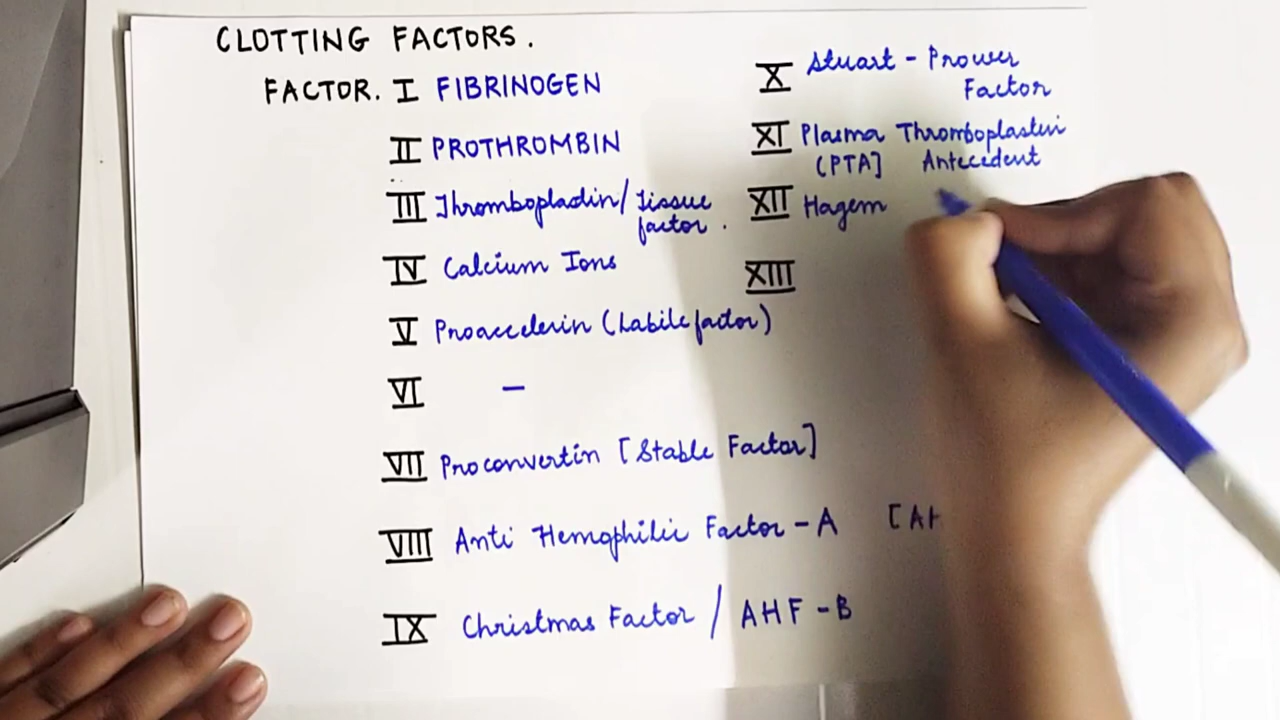 CLOTTING FACTORS.
FACTOR. I FIBRINOGEN
II PROTHROMBIN
III Thrombopladin/Tissue
factor.
IV Calcium Ions
V Proaccelerin (Labile factor)
VI –
VII Proconvertin [Stable Factor]
VIII Anti Hemophilic Factor-A [AH
IX Christmas Factor / AHF-B
X Stuart-Prower
Factor
XI Plasma Thromboplastin
[PTA] Antecedent
XII Hagem
XIII